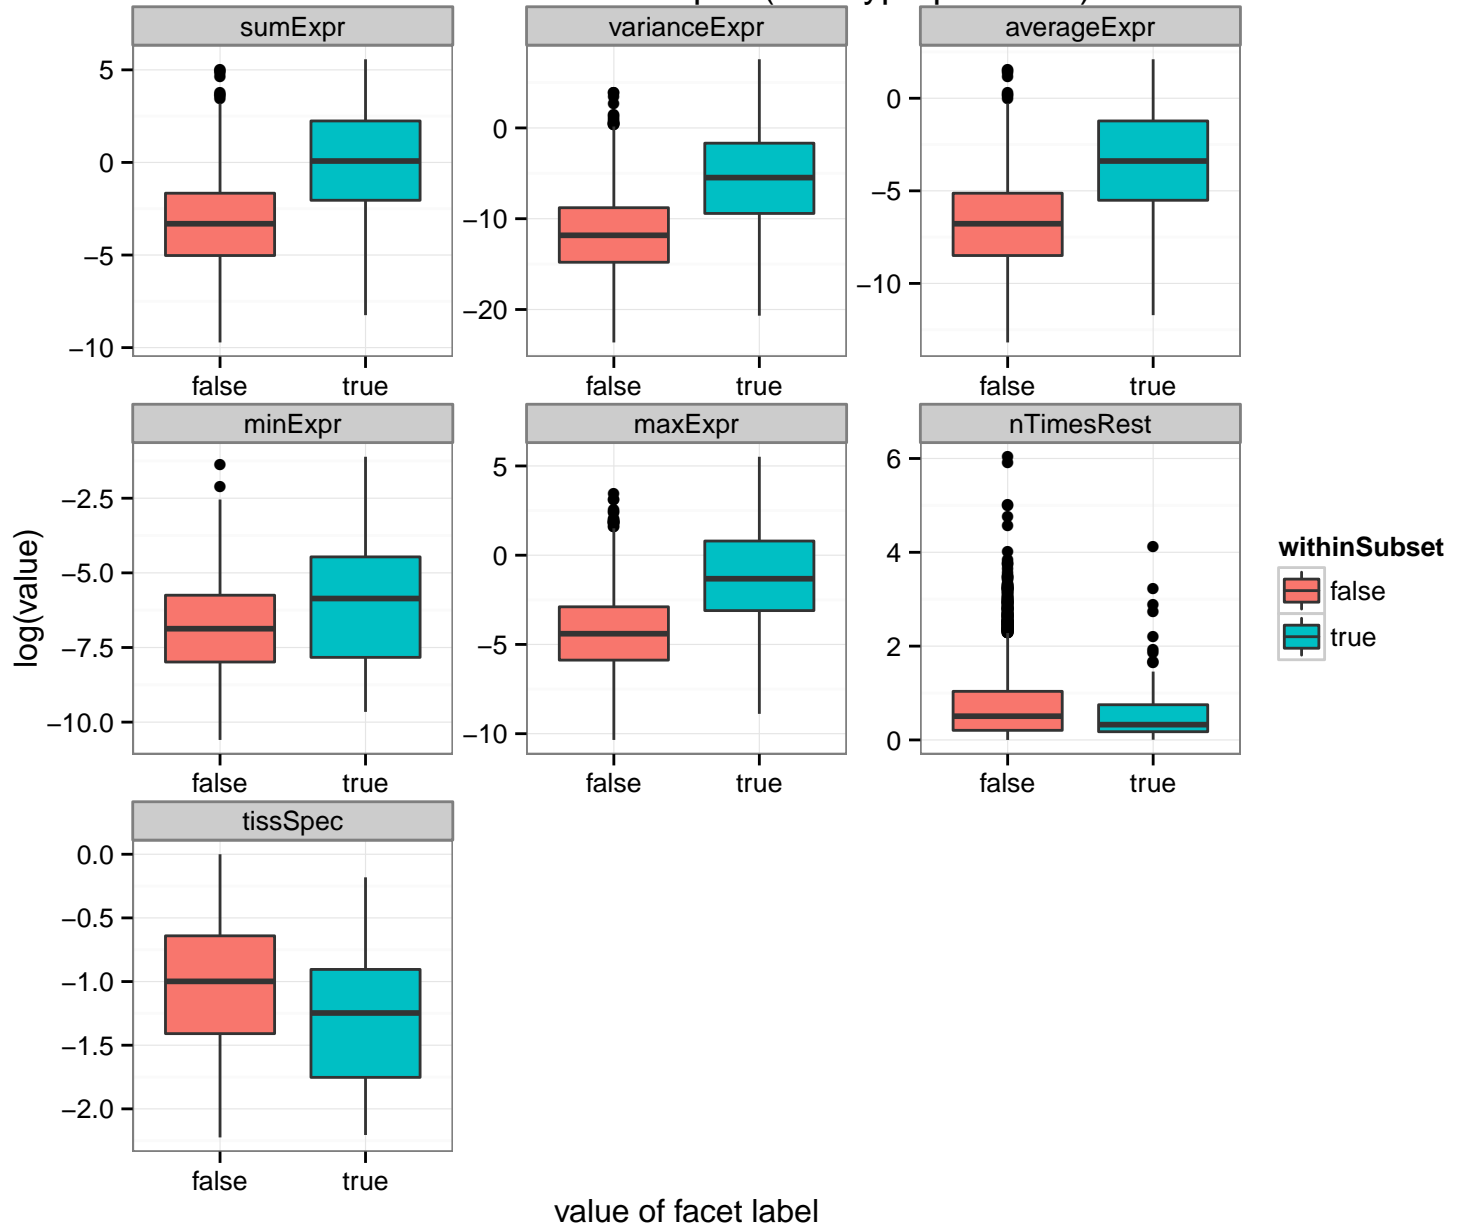 sumExpr varianceExpr averageExpr
5
0
−5
−10
0
−10
−20
0
−5
−10
false true false true false true
minExpr maxExpr nTimesRest
−2.5
−5.0
−7.5
−10.0
5
0
−5
−10
6
4
2
0
false true false true false true
log(value)
withinSubset
false
true
tissSpec
0.0
−0.5
−1.0
−1.5
−2.0
false true
value of facet label